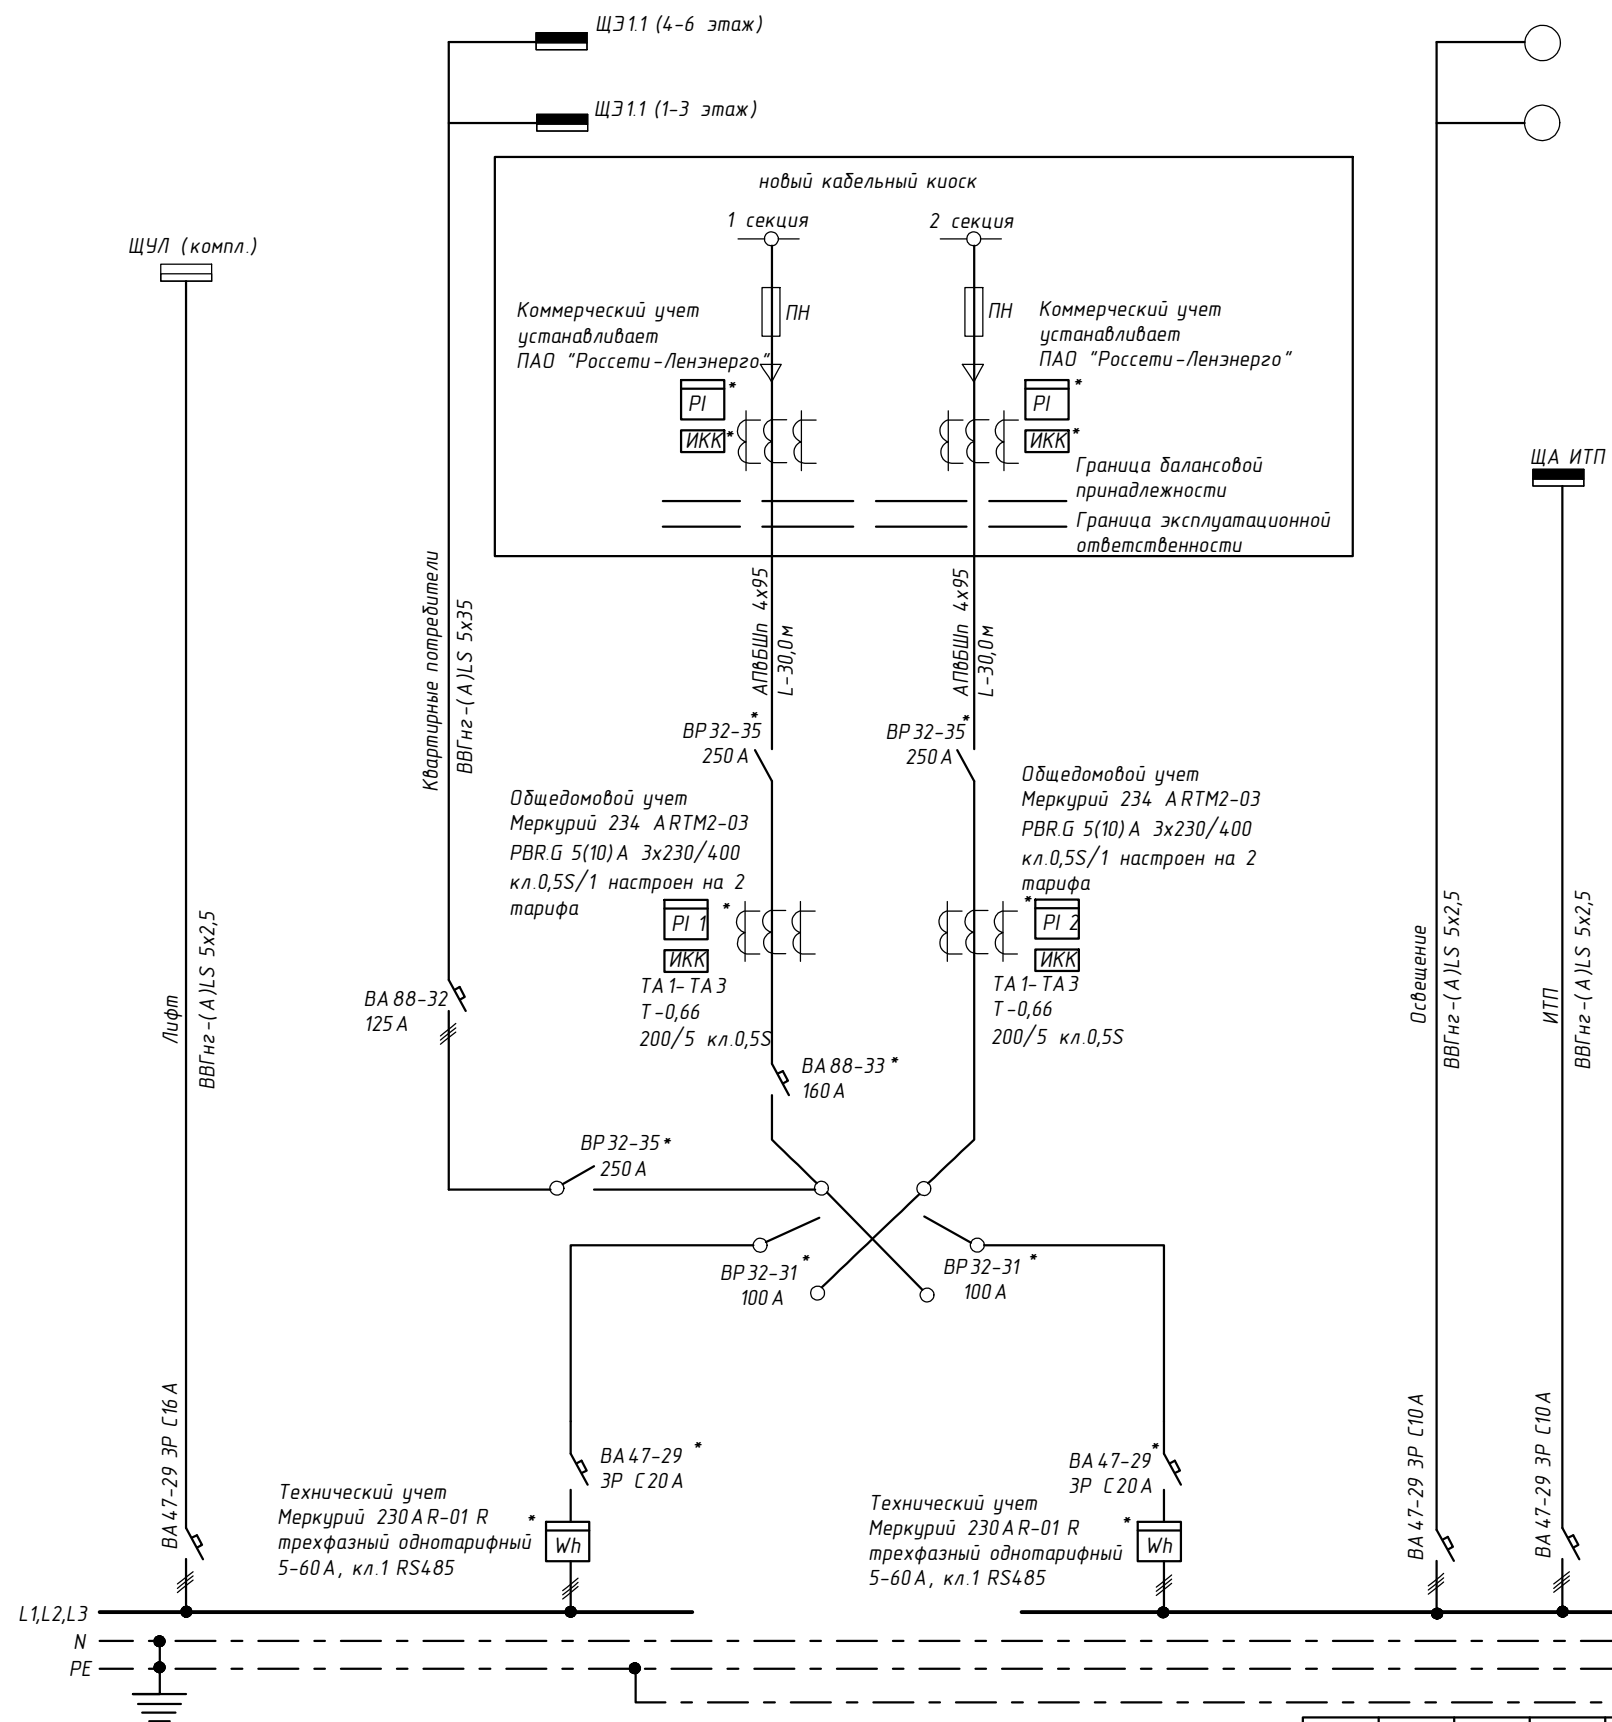 ЩЭ1.1 (4-6 этаж)
ЩЭ1.1 (1-3 этаж)
новый кабельный киоск
1 секция
2 секция
ЩУЛ (компл.)
Коммерческий учет
устанавливает
ПАО "Россети-Ленэнерго"
ПН
ПН
Коммерческий учет
устанавливает
ПАО "Россети-Ленэнерго"
PI *
ИКК *
PI *
ИКК *
Граница балансовой
принадлежности
Граница эксплуатационной
ответственности
ЩА ИТП
Квартирные потребители
ВВГнг-(А)LS 5х35
АПвБШп 4х95
L-30,0м
АПвБШп 4х95
L-30,0м
ВР32-35 *
250А
ВР32-35 *
250А
Общедомовой учет
Меркурий 234 ARTM2-03
PBR.G 5(10)А 3х230/400
кл.0,5S/1 настроен на 2
тарифа
Общедомовой учет
Меркурий 234 ARTM2-03
PBR.G 5(10)А 3х230/400
кл.0,5S/1 настроен на 2
тарифа
PI 1 *
ИКК
ТА1-ТА3
Т-0,66
200/5 кл.0,5S
* PI 2
ИКК
ТА1-ТА3
Т-0,66
200/5 кл.0,5S
Лифт
ВВГнг-(А)LS 5х2,5
ВА88-32
125А
Освещение
ВВГнг-(А)LS 5х2,5
ИТП
ВВГнг-(А)LS 5х2,5
ВА88-33 *
160А
ВР32-35 *
250А
ВР32-31 *
100А
ВР32-31 *
100А
ВА47-29 3Р С16А
ВА47-29 *
3Р С20А
ВА47-29 *
3Р С20А
ВА47-29 3Р С10А
ВА47-29 3Р С10А
Технический учет
Меркурий 230AR-01 R *
трехфазный однотарифный
5-60А, кл.1 RS485
Wh
Технический учет
Меркурий 230AR-01 R *
трехфазный однотарифный
5-60А, кл.1 RS485
Wh
L1,L2,L3
N
PE